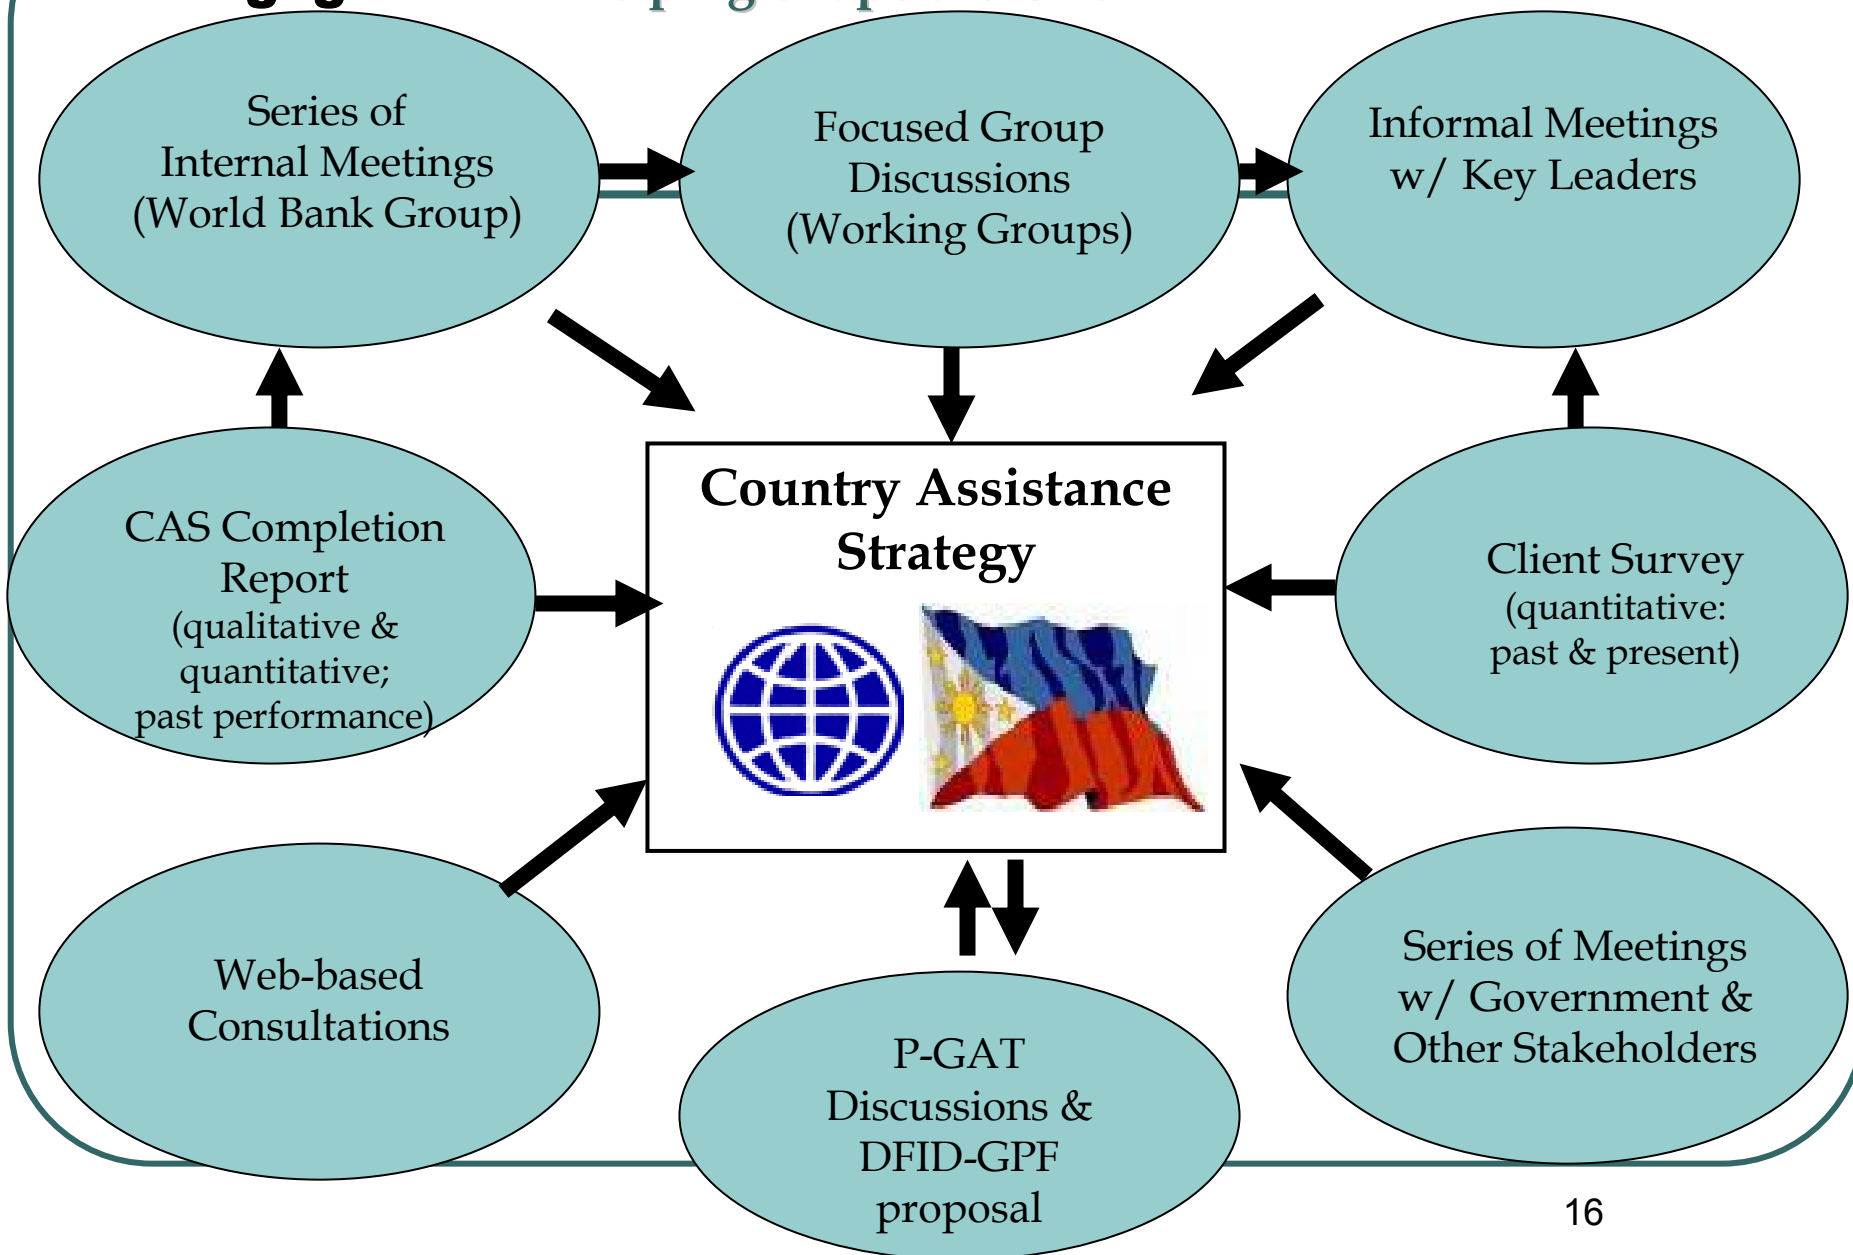 Series of
Internal Meetings
(World Bank Group)
Focused Group
Discussions
(Working Groups)
Informal Meetings
w/ Key Leaders
CAS Completion
Report
(qualitative &
quantitative;
past performance)
Country Assistance
Strategy
Client Survey
(quantitative:
past & present)
Web-based
Consultations
P-GAT
Discussions &
DFID-GPF
proposal
Series of Meetings
w/ Government &
Other Stakeholders
16